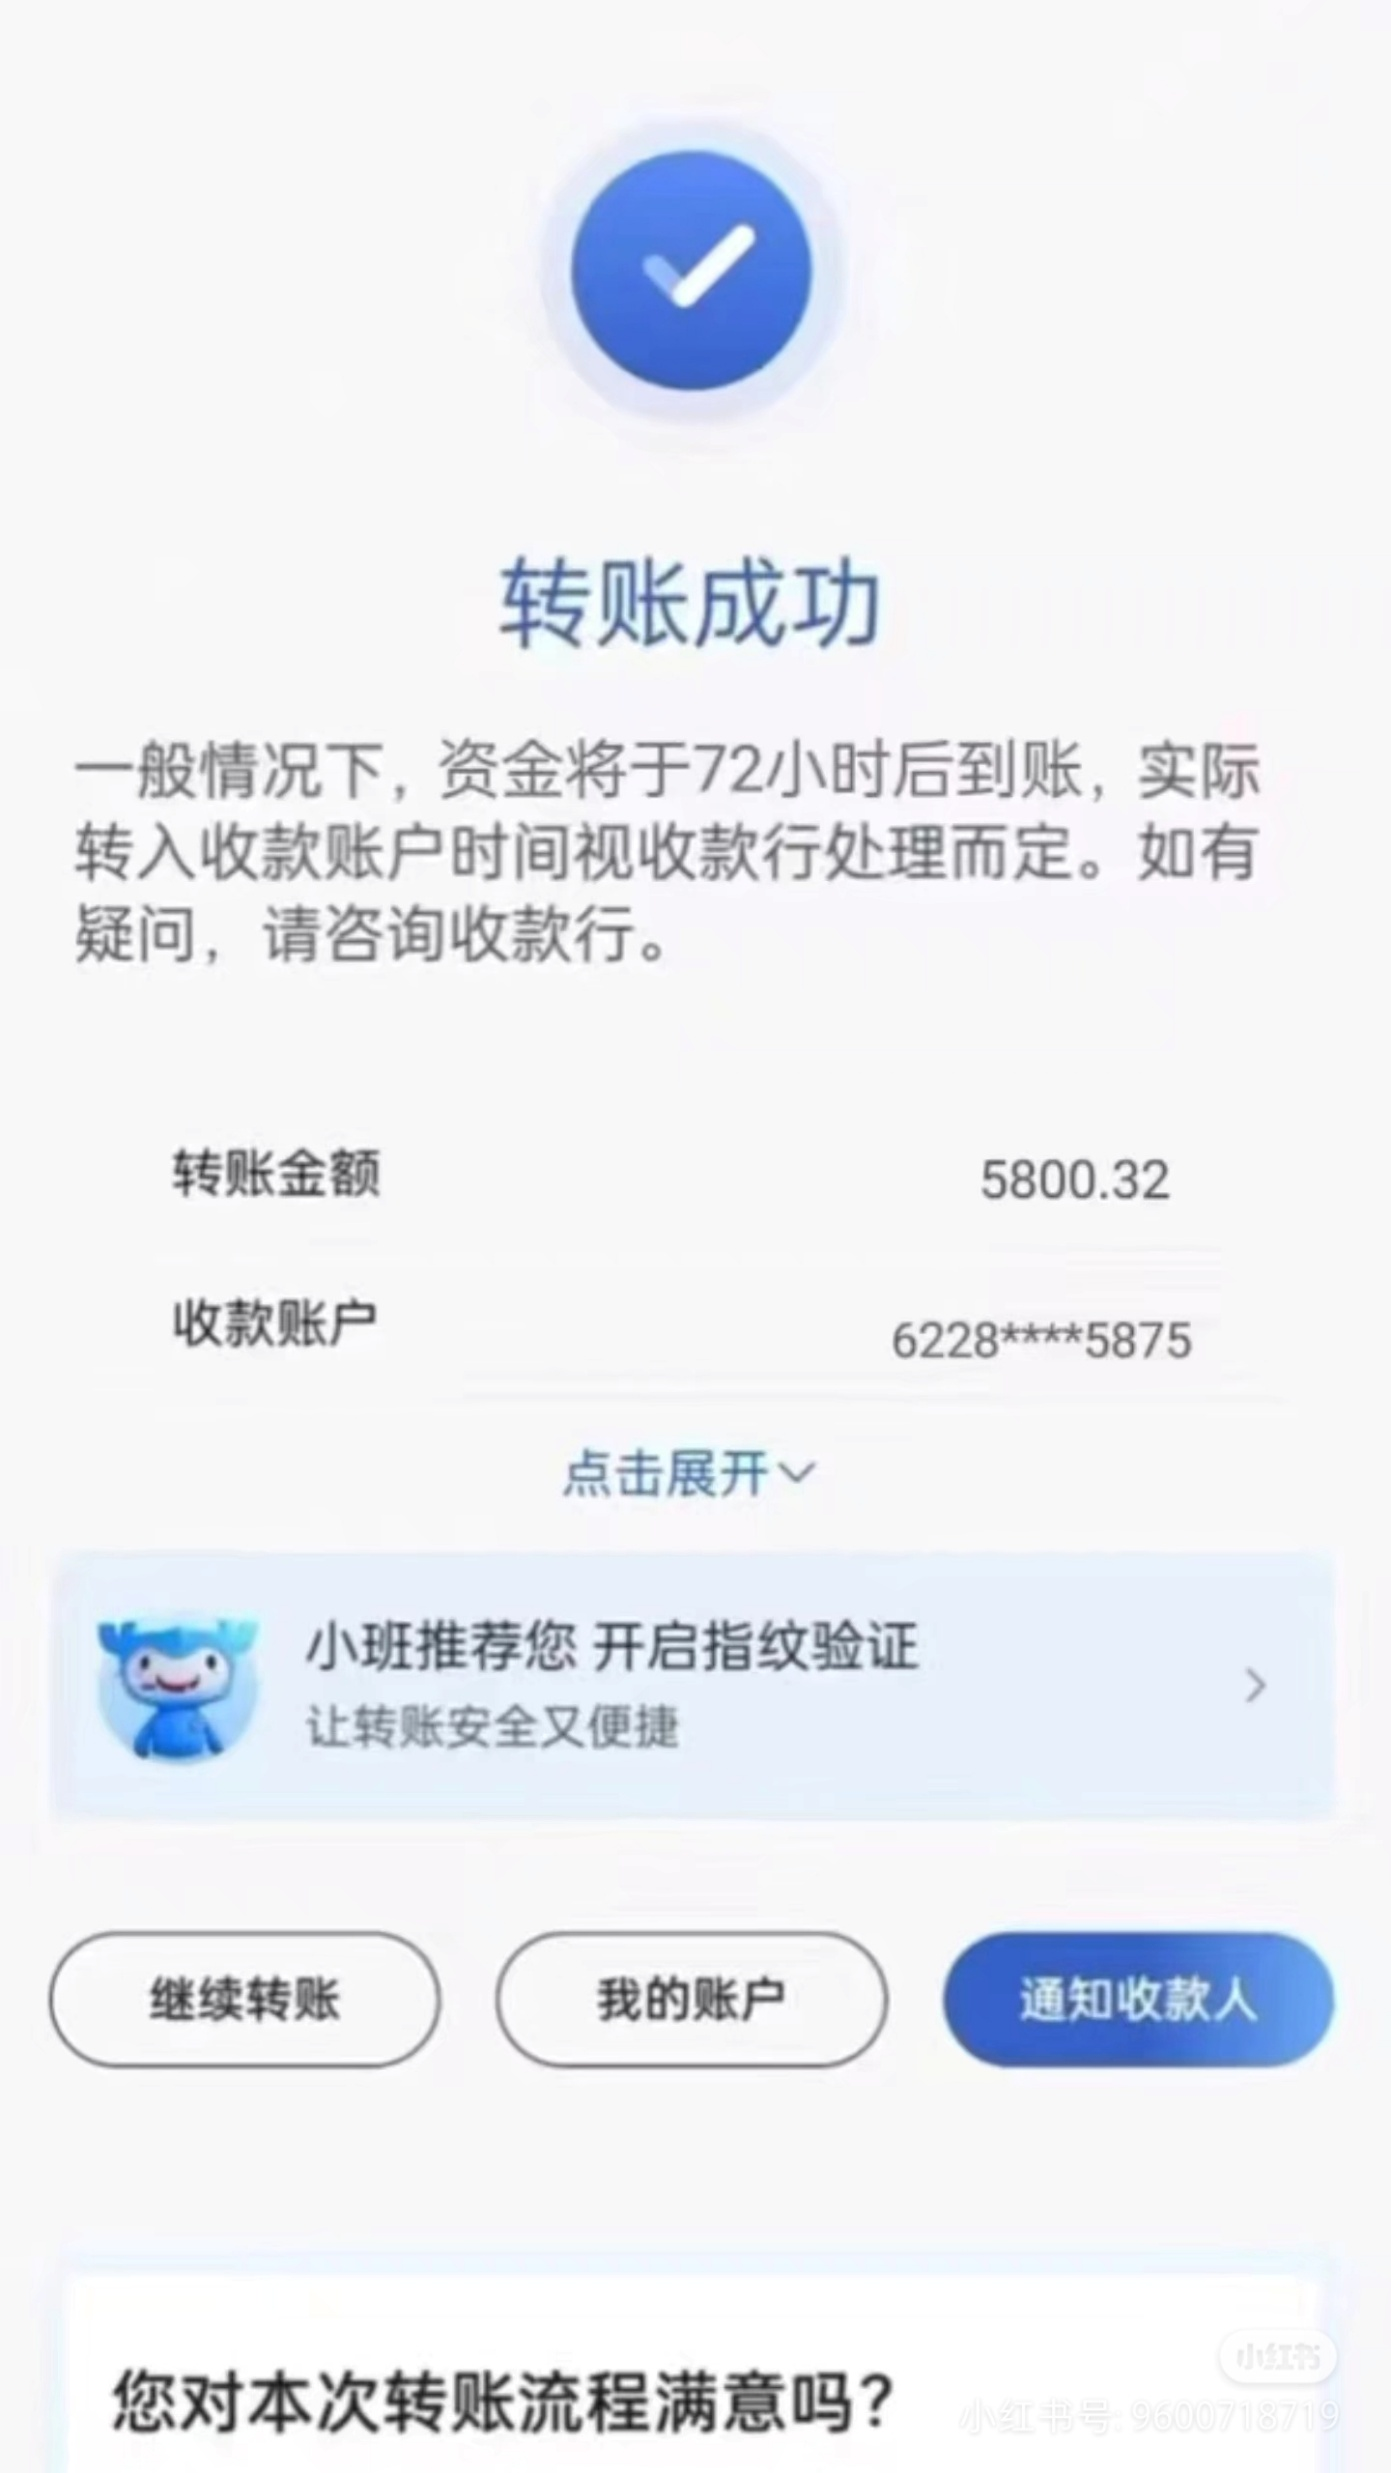 转账成功
一般情况下，资金将于72小时后到账，实际
转入收款账户时间视收款行处理而定。如有
疑问，请咨询收款行。
转账金额 5800.32
收款账户 6228****5875
点击展开
小班推荐您 开启指纹验证
让转账安全又便捷
继续转账 我的账户 通知收款人
您对本次转账流程满意吗？
小红书
小红书号: 9600718719